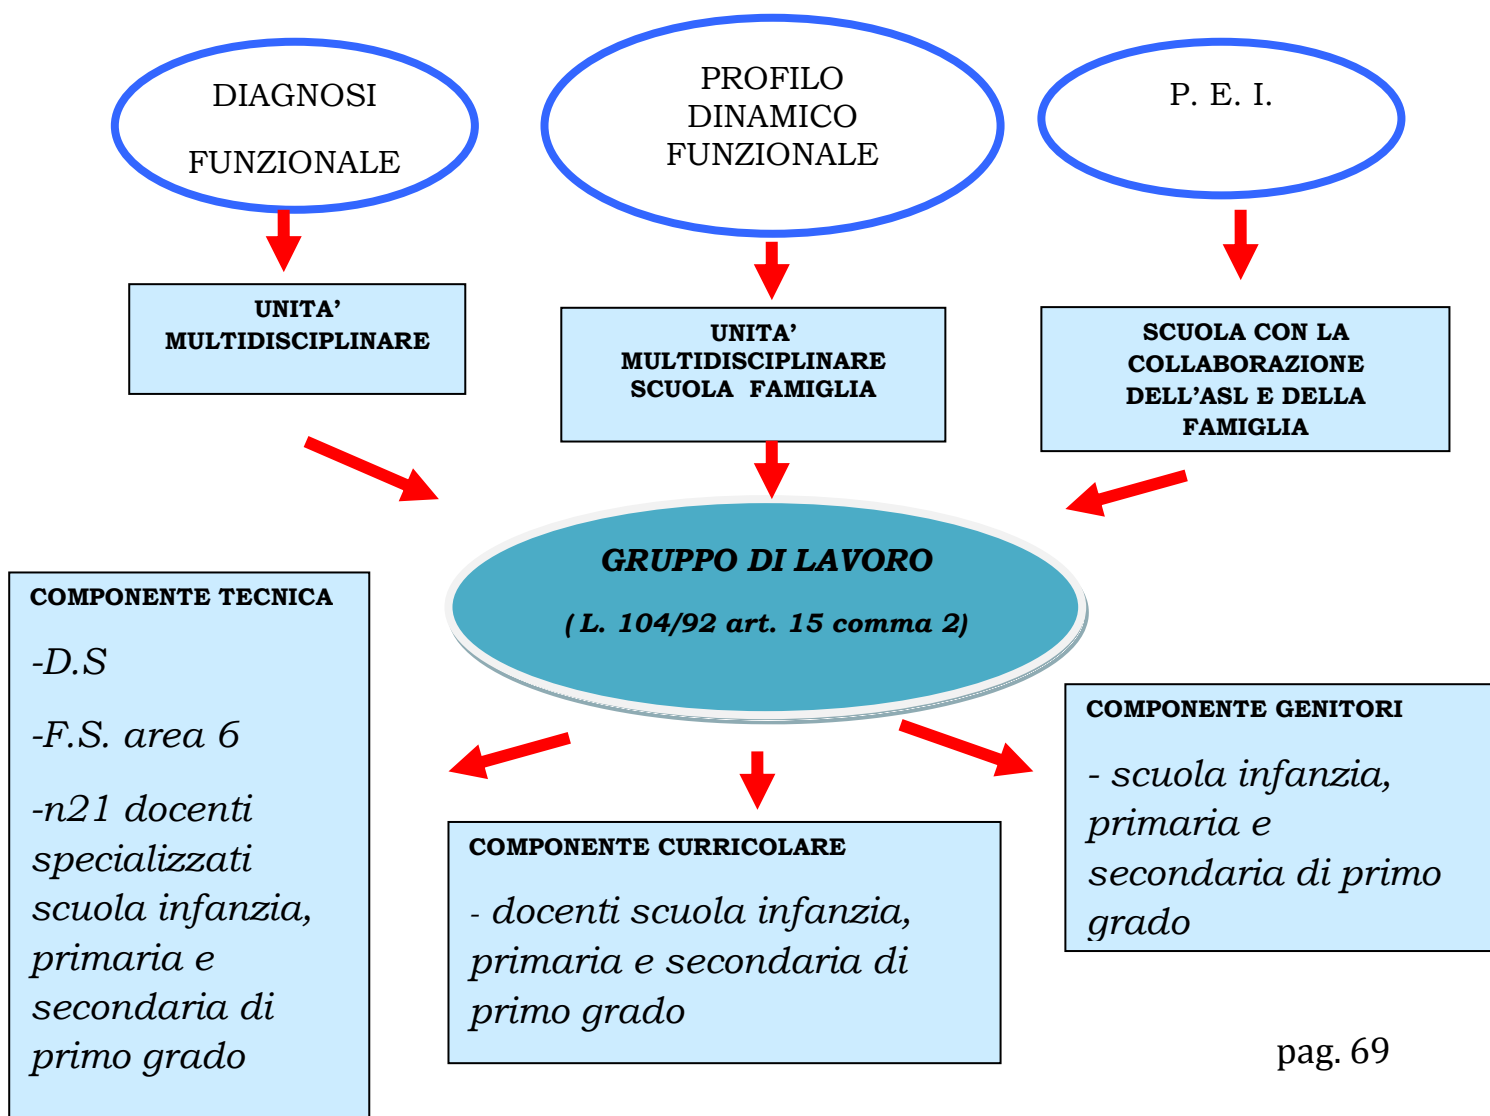 DIAGNOSI
FUNZIONALE
PROFILO
DINAMICO
FUNZIONALE
P. E. I.
UNITA’
MULTIDISCIPLINARE
UNITA’
MULTIDISCIPLINARE
SCUOLA FAMIGLIA
SCUOLA CON LA
COLLABORAZIONE
DELL’ASL E DELLA
FAMIGLIA
GRUPPO DI LAVORO
( L. 104/92 art. 15 comma 2)
COMPONENTE TECNICA
-D.S
-F.S. area 6
-n21 docenti
specializzati
scuola infanzia,
primaria e
secondaria di
primo grado
COMPONENTE CURRICOLARE
- docenti scuola infanzia,
primaria e secondaria di
primo grado
COMPONENTE GENITORI
- scuola infanzia,
primaria e
secondaria di primo
grado
pag. 69